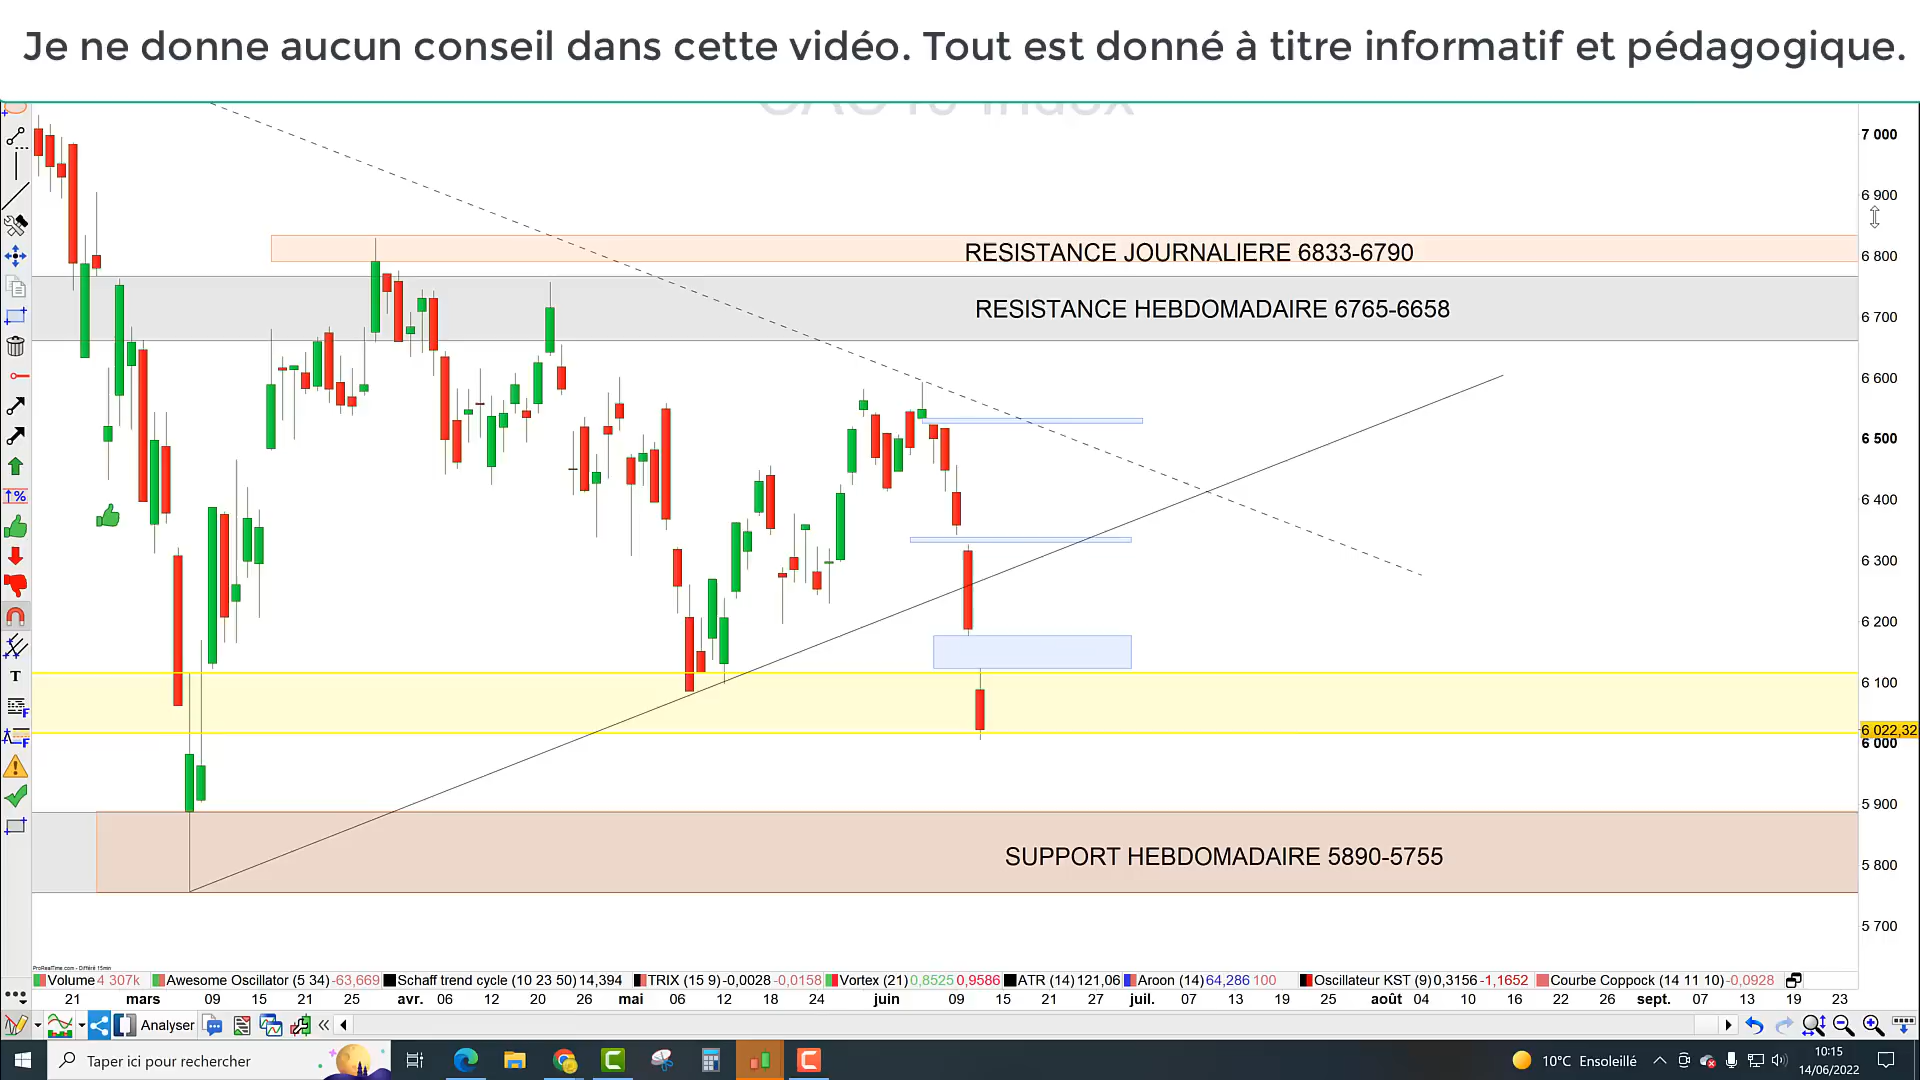 Je ne donne aucun conseil dans cette vidéo. Tout est donné à titre informatif et pédagogique.
7 000
6 900
RESISTANCE JOURNALIERE 6833-6790
6 800
RESISTANCE HEBDOMADAIRE 6765-6658
6 700
6 600
6 500
6 400
6 300
6 200
6 100
6 022,32
6 000
5 900
SUPPORT HEBDOMADAIRE 5890-5755
5 800
5 700
ProRealTime.com - Différé 15min
Volume 4 307k Awesome Oscillator (5 34) -63,669 Schaff trend cycle (10 23 50) 14,394 TRIX (15 9) -0,0028 -0,0158 Vortex (21) 0,8525 0,9586 ATR (14) 121,06 Aroon (14) 64,286 100 Oscillateur KST (9) 0,3156 -1,1652 Courbe Coppock (14 11 10) -0,0928
21 mars 09 15 21 25 avr. 06 12 20 26 mai 06 12 18 24 juin 09 15 21 27 juil. 07 13 19 25 août 04 10 16 22 26 sept. 07 13 19 23
Analyser
Taper ici pour rechercher
10°C Ensoleillé
10:15
14/06/2022